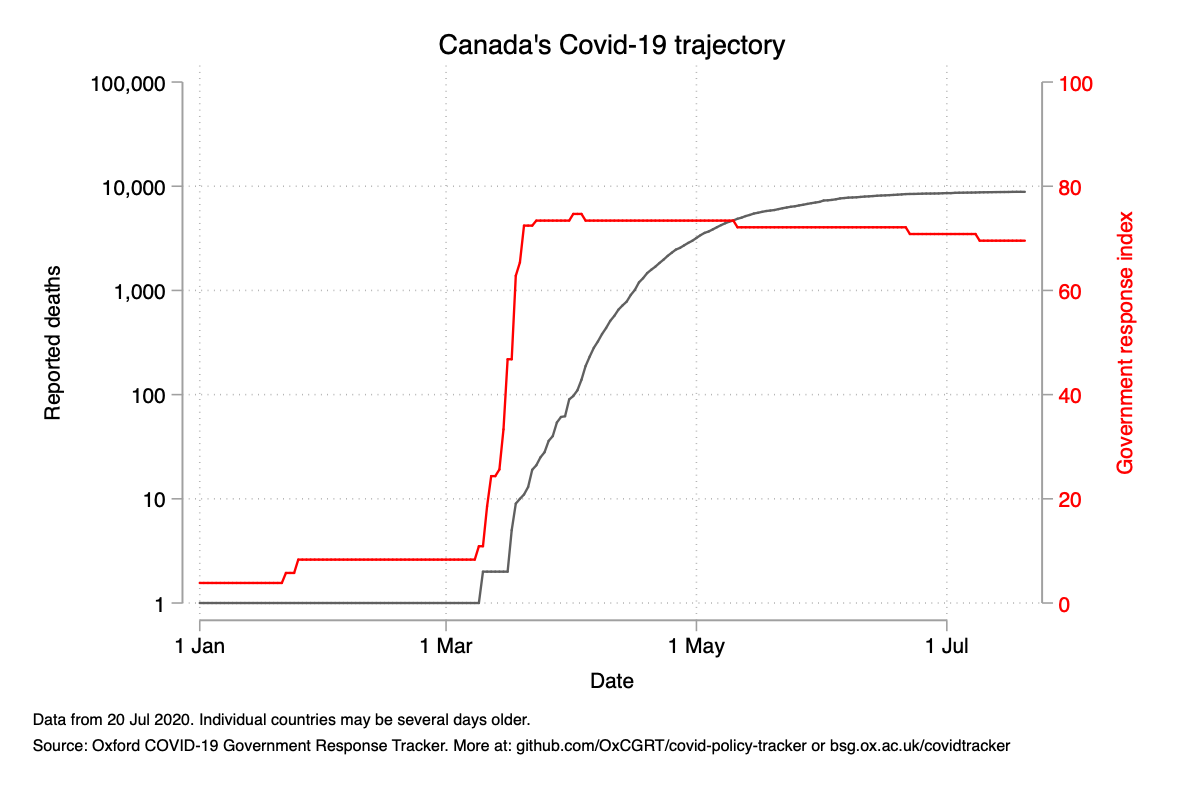 Canada's Covid-19 trajectory
100,000
10,000
1,000
100
10
1
Reported deaths
100
80
60
40
20
0
Government response index
1 Jan
1 Mar
1 May
1 Jul
Date
Data from 20 Jul 2020. Individual countries may be several days older.
Source: Oxford COVID-19 Government Response Tracker. More at: github.com/OxCGRT/covid-policy-tracker or bsg.ox.ac.uk/covidtracker